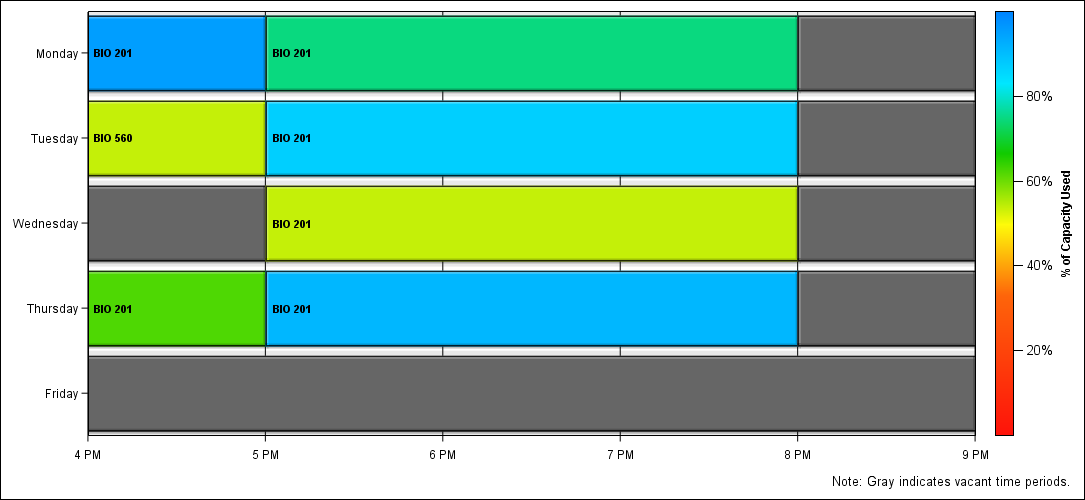 Monday
BIO 201
BIO 201
Tuesday
BIO 560
BIO 201
Wednesday
BIO 201
Thursday
BIO 201
BIO 201
Friday
4 PM
5 PM
6 PM
7 PM
8 PM
9 PM
80%
60%
40%
20%
% of Capacity Used
Note: Gray indicates vacant time periods.